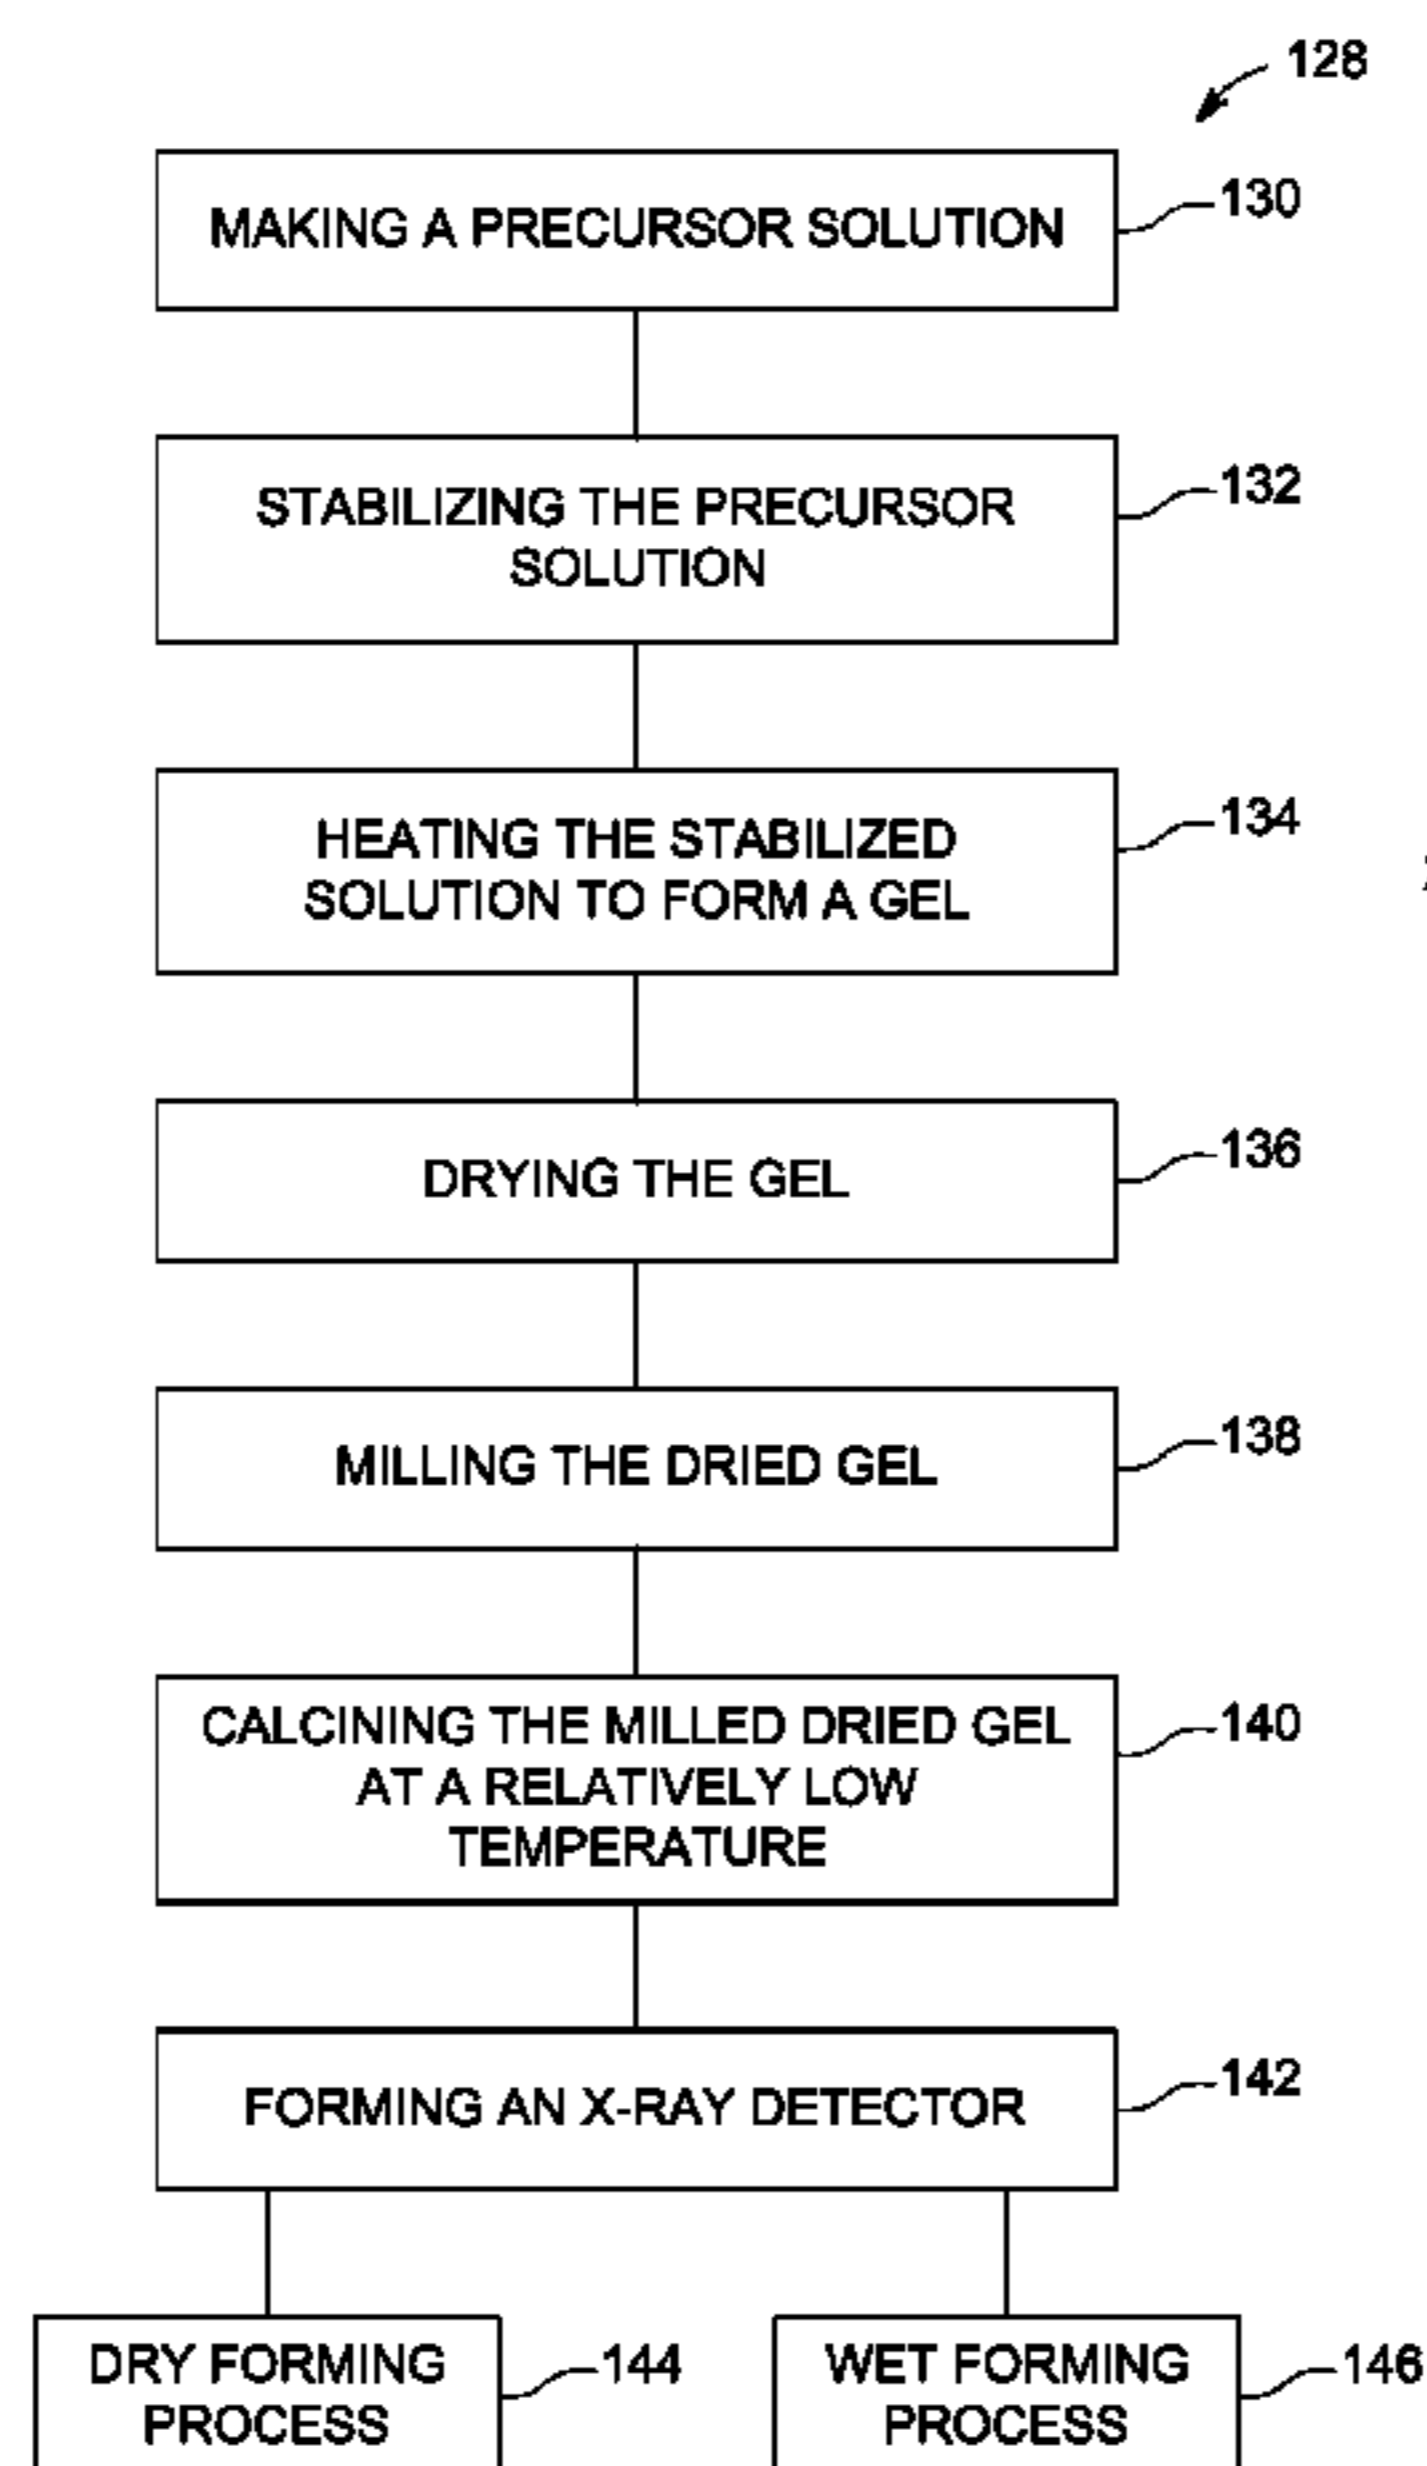 128
MAKING A PRECURSOR SOLUTION
130
STABILIZING THE PRECURSOR
SOLUTION
132
HEATING THE STABILIZED
SOLUTION TO FORM A GEL
134
DRYING THE GEL
136
MILLING THE DRIED GEL
138
CALCINING THE MILLED DRIED GEL
AT A RELATIVELY LOW
TEMPERATURE
140
FORMING AN X-RAY DETECTOR
142
DRY FORMING
PROCESS
144
WET FORMING
PROCESS
146